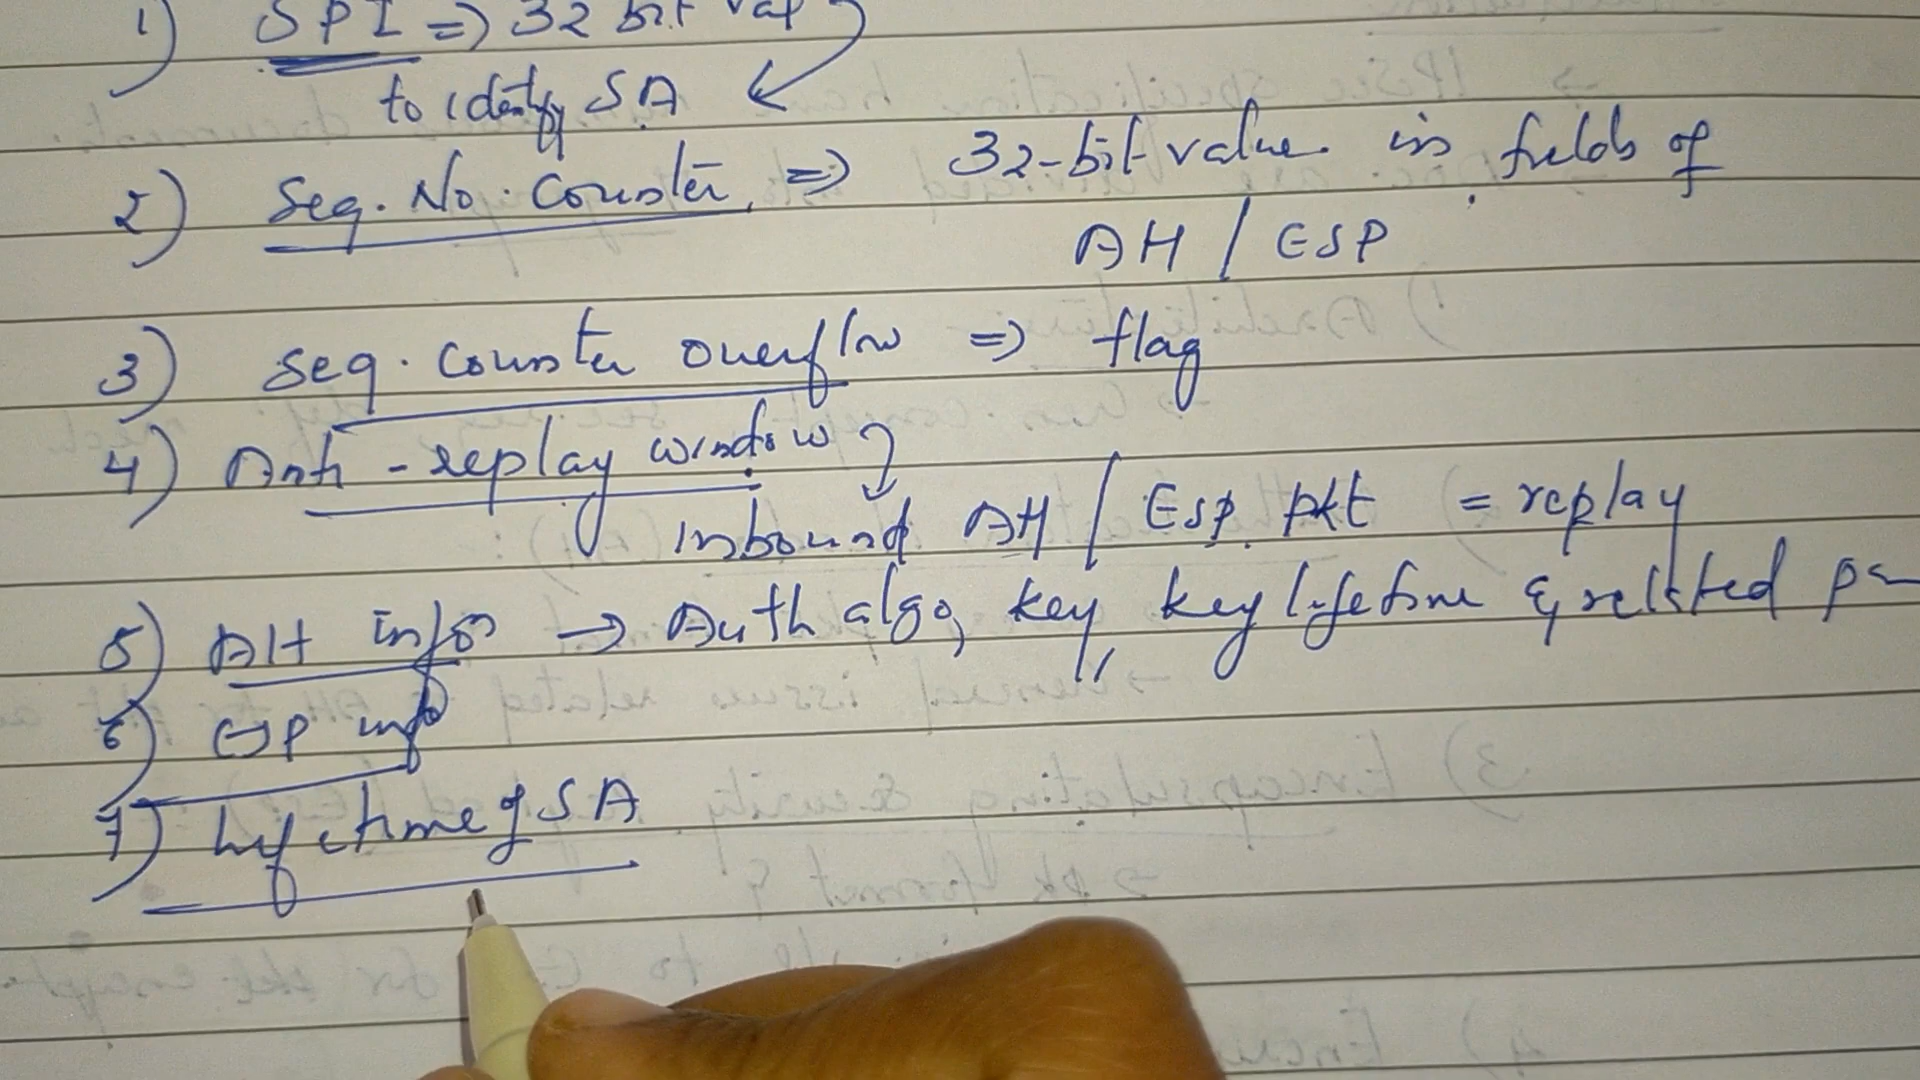 1) SPI => 32 bit val
to identify SA
2) Seq. No. Counter => 32-bit value in fields of
AH / ESP
3) Seq. Counter overflow => flag
4) Anti-replay window
inbound AH / ESP pkt = replay
5) AH info → Auth algo, key, key lifetime & related
6) ESP info
7) Lifetime of SA